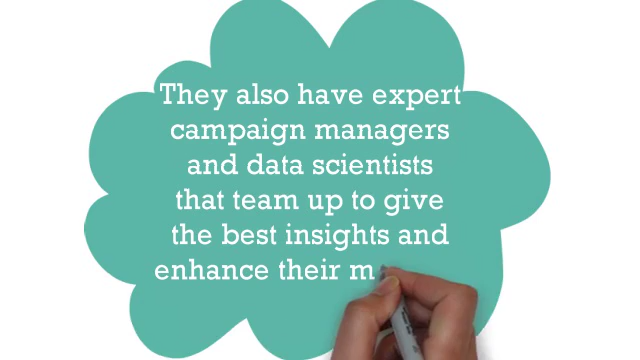 They also have expert
campaign managers
and data scientists
that team up to give
the best insights and
enhance their m